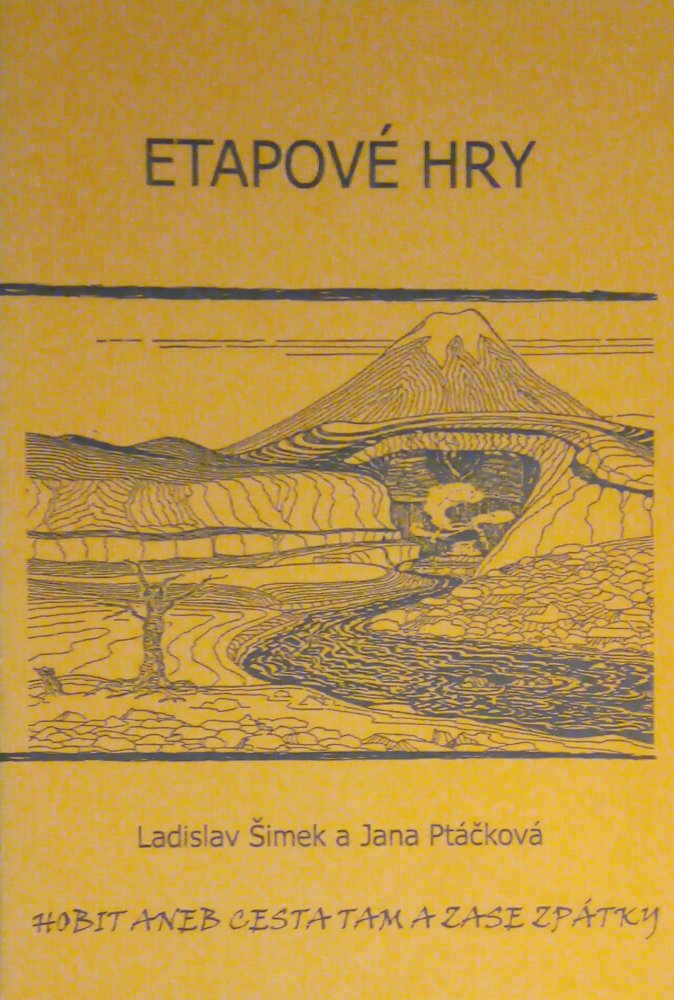 ETAPOVÉ HRY
Ladislav Šimek a Jana Ptáčková
HOBIT ANEB CESTA TAM A ZASE ZPÁTKY